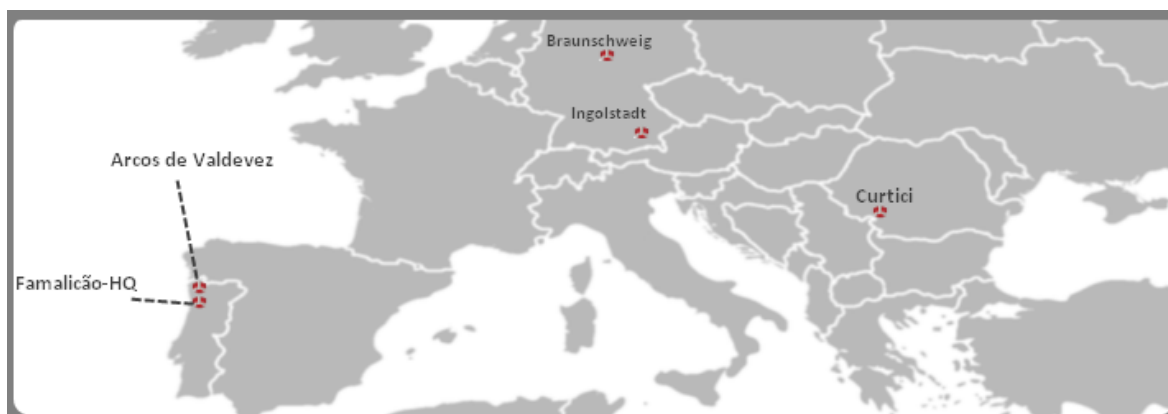 Braunschweig
Ingolstadt
Arcos de Valdevez
Curtici
Famalicão-HQ